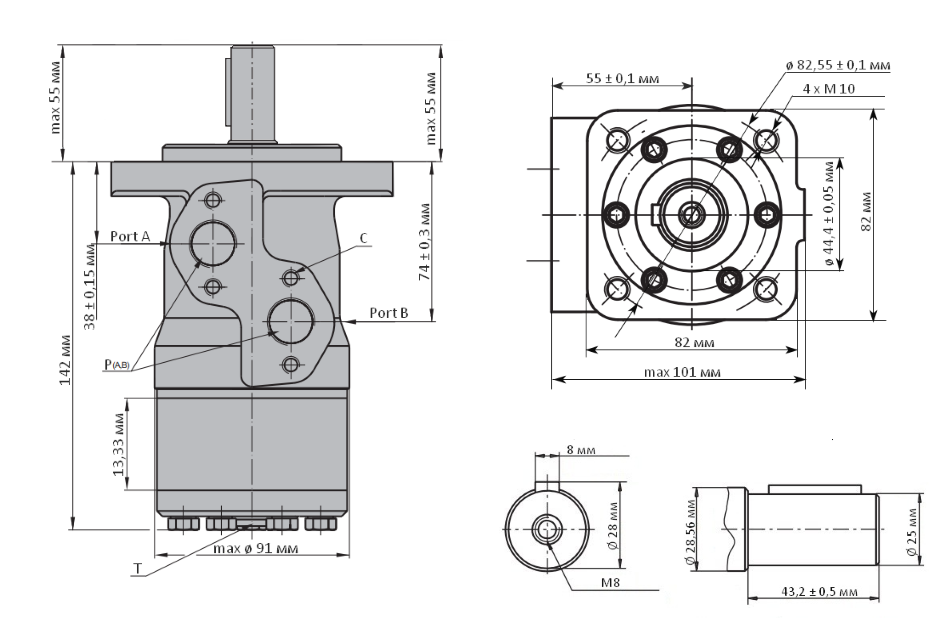 max 55 мм
max 55 мм
Port A
38 ± 0,15 мм
C
74 ± 0,3 мм
Port B
P(A,B)
142 мм
13,33 мм
max ø 91 мм
T
55 ± 0,1 мм
ø 82,55 ± 0,1 мм
4 x M 10
ø 44,4 ± 0,05 мм
82 мм
82 мм
max 101 мм
8 мм
Ø 28 мм
M8
Ø 28,56 мм
Ø 25 мм
43,2 ± 0,5 мм